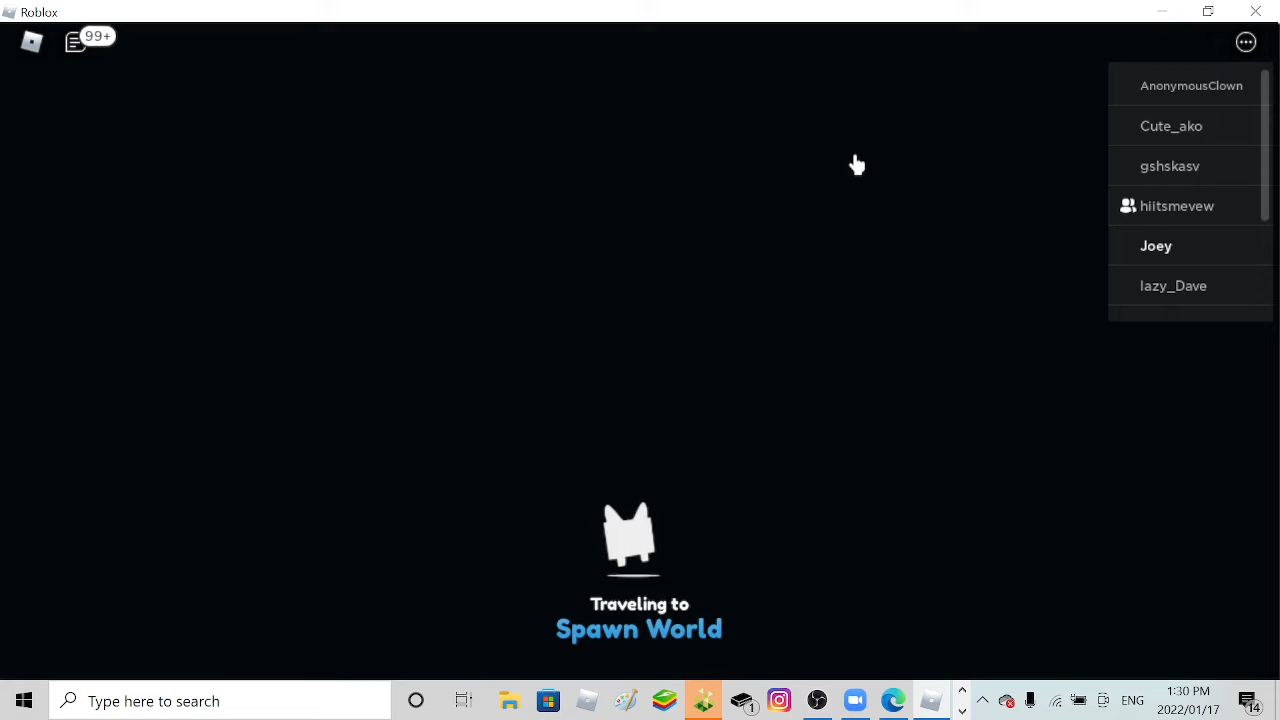 Roblox
99+
AnonymousClown
Cute_ako
gshskasv
hiitsmevew
Joey
lazy_Dave
Traveling to
Spawn World
Type here to search
1
ENG
1:30 PM
2022/01/17
14